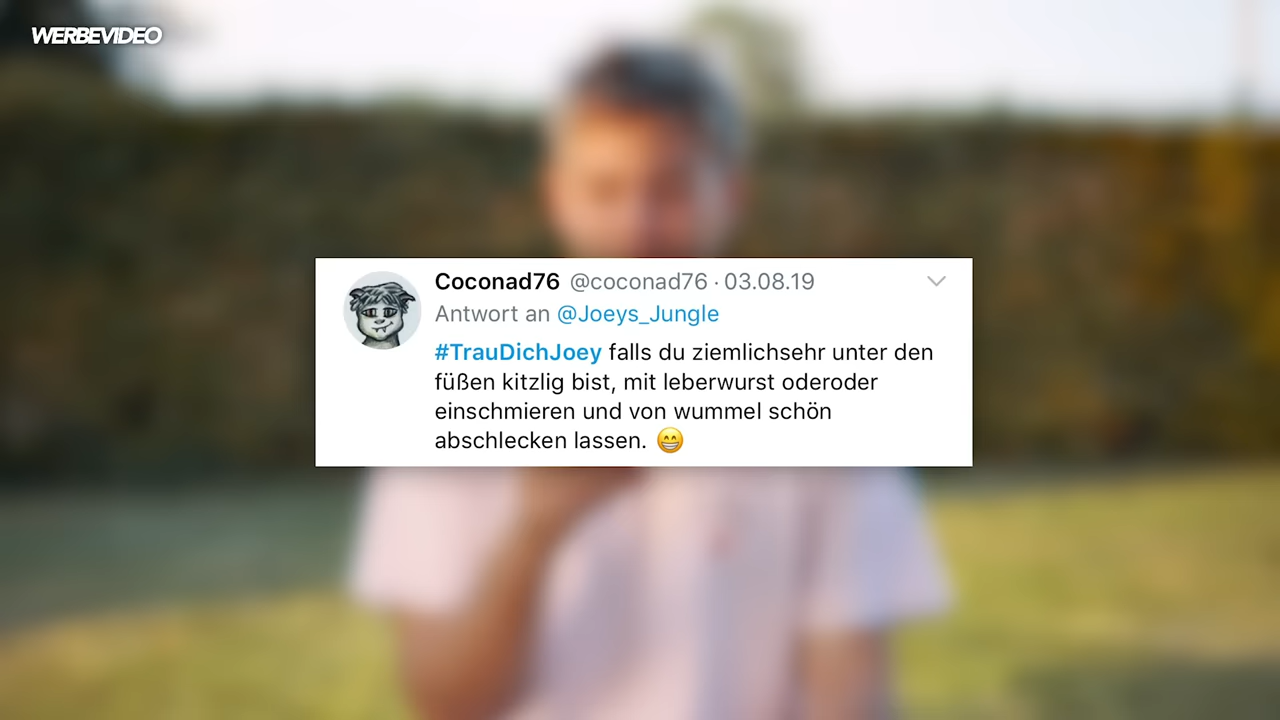 WERBEVIDEO
Coconad76 @coconad76 · 03.08.19
Antwort an @Joeys_Jungle
#TrauDichJoey falls du ziemlichsehr unter den
füßen kitzlig bist, mit leberwurst oderoder
einschmieren und von wummel schön
abschlecken lassen. 😁